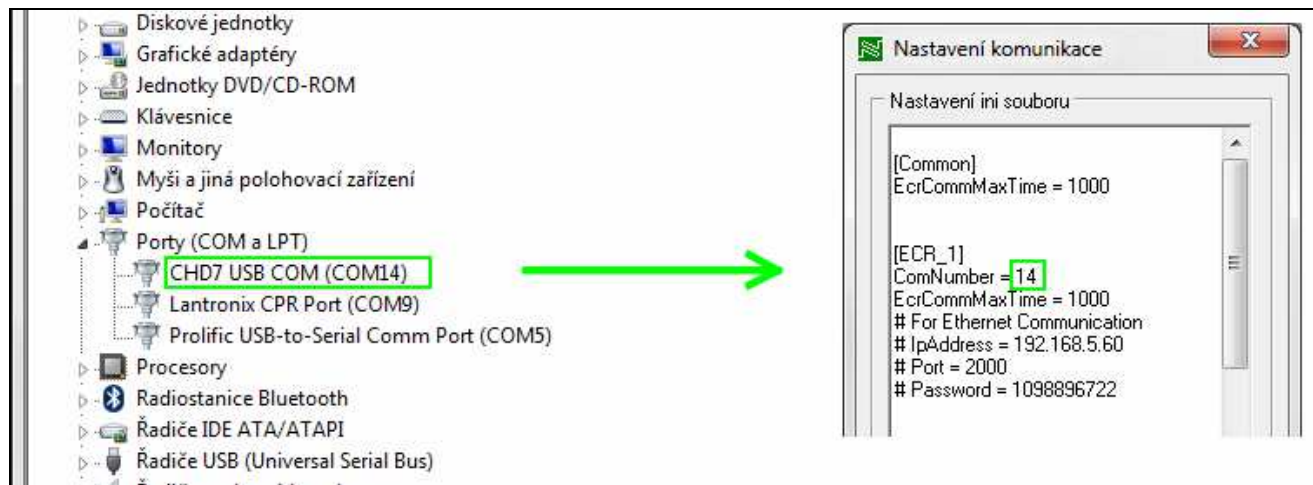 Diskové jednotky
Grafické adaptéry
Jednotky DVD/CD-ROM
Klávesnice
Monitory
Myši a jiná polohovací zařízení
Počítač
Porty (COM a LPT)
CHD7 USB COM (COM14)
Lantronix CPR Port (COM9)
Prolific USB-to-Serial Comm Port (COM5)
Procesory
Radiostanice Bluetooth
Řadiče IDE ATA/ATAPI
Řadiče USB (Universal Serial Bus)
Nastavení komunikace
Nastavení ini souboru
[Common]
EcrCommMaxTime = 1000
[ECR_1]
ComNumber = 14
EcrCommMaxTime = 1000
# For Ethernet Communication
# IpAddress = 192.168.5.60
# Port = 2000
# Password = 1098896722